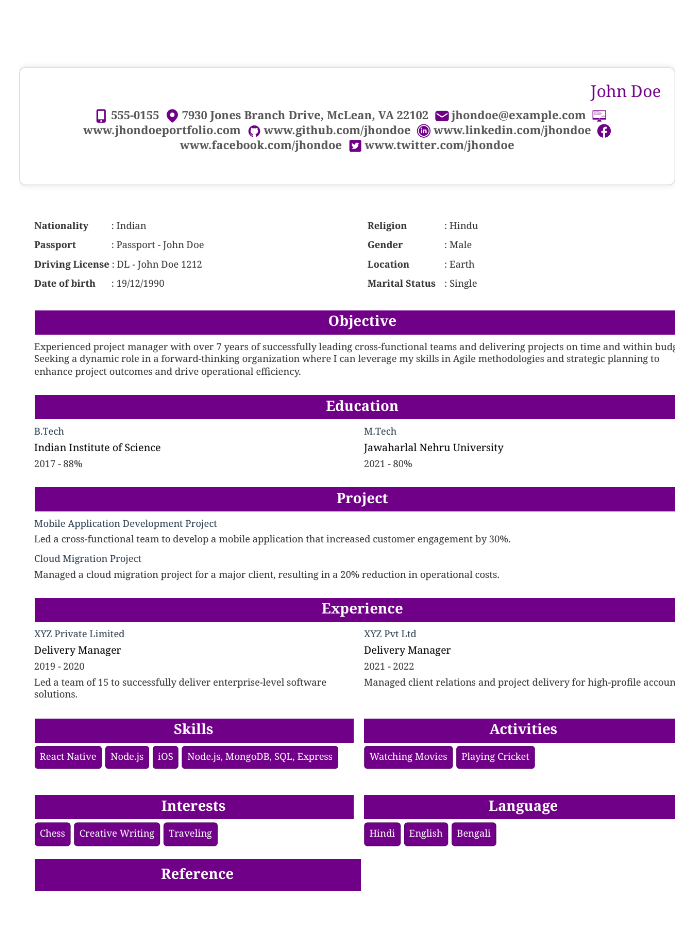 John Doe
555-0155 7930 Jones Branch Drive, McLean, VA 22102 jhondoe@example.com
www.jhondoeportfolio.com www.github.com/jhondoe www.linkedin.com/jhondoe
www.facebook.com/jhondoe www.twitter.com/jhondoe
Nationality : Indian Religion : Hindu
Passport : Passport - John Doe Gender : Male
Driving License : DL - John Doe 1212 Location : Earth
Date of birth : 19/12/1990 Marital Status : Single
Objective
Experienced project manager with over 7 years of successfully leading cross-functional teams and delivering projects on time and within
Seeking a dynamic role in a forward-thinking organization where I can leverage my skills in Agile methodologies and strategic planning to
enhance project outcomes and drive operational efficiency.
Education
B.Tech M.Tech
Indian Institute of Science Jawaharlal Nehru University
2017 - 88% 2021 - 80%
Project
Mobile Application Development Project
Led a cross-functional team to develop a mobile application that increased customer engagement by 30%.
Cloud Migration Project
Managed a cloud migration project for a major client, resulting in a 20% reduction in operational costs.
Experience
XYZ Private Limited XYZ Pvt Ltd
Delivery Manager Delivery Manager
2019 - 2020 2021 - 2022
Led a team of 15 to successfully deliver enterprise-level software Managed client relations and project delivery for high-profile
solutions.
Skills Activities
React Native Node.js iOS Node.js, MongoDB, SQL, Express Watching Movies Playing Cricket
Interests Language
Chess Creative Writing Traveling Hindi English Bengali
Reference